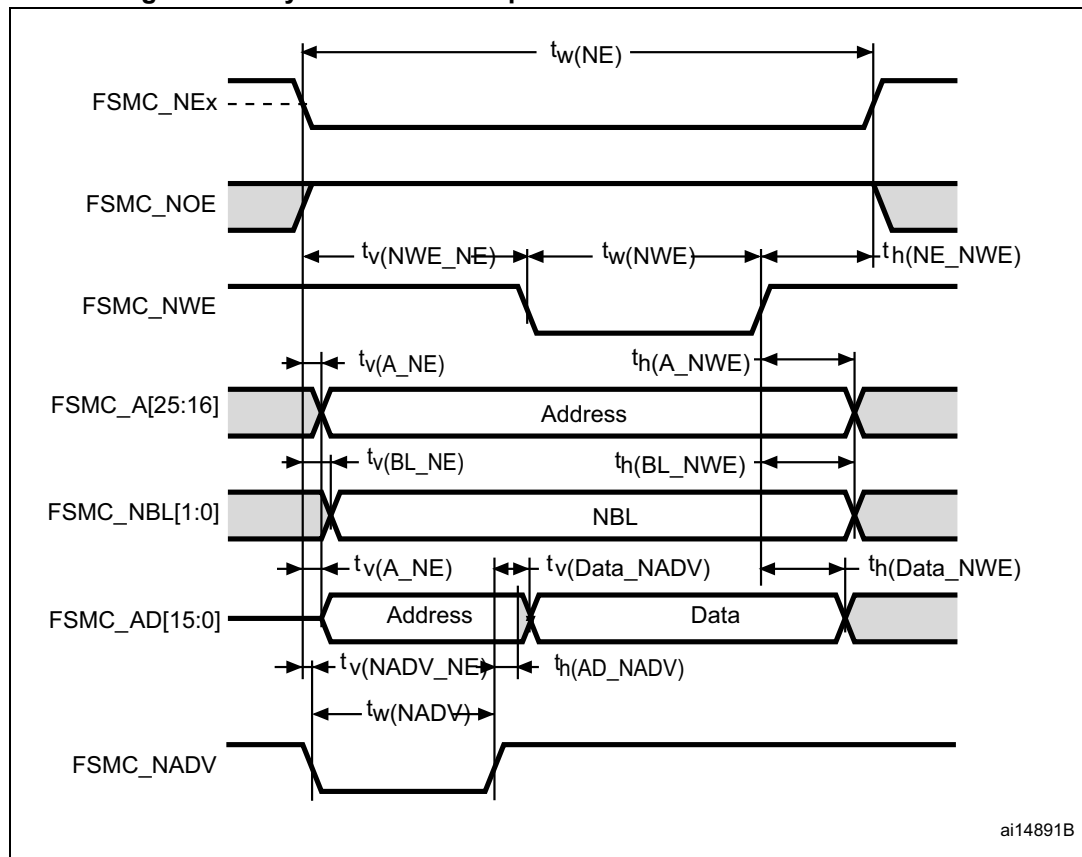 tw(NE)
FSMC_NEx
FSMC_NOE
tv(NWE_NE) tw(NWE) th(NE_NWE)
FSMC_NWE
tv(A_NE) th(A_NWE)
FSMC_A[25:16] Address
tv(BL_NE) th(BL_NWE)
FSMC_NBL[1:0] NBL
tv(A_NE) tv(Data_NADV) th(Data_NWE)
FSMC_AD[15:0] Address Data
tv(NADV_NE) th(AD_NADV)
tw(NADV)
FSMC_NADV
ai14891B